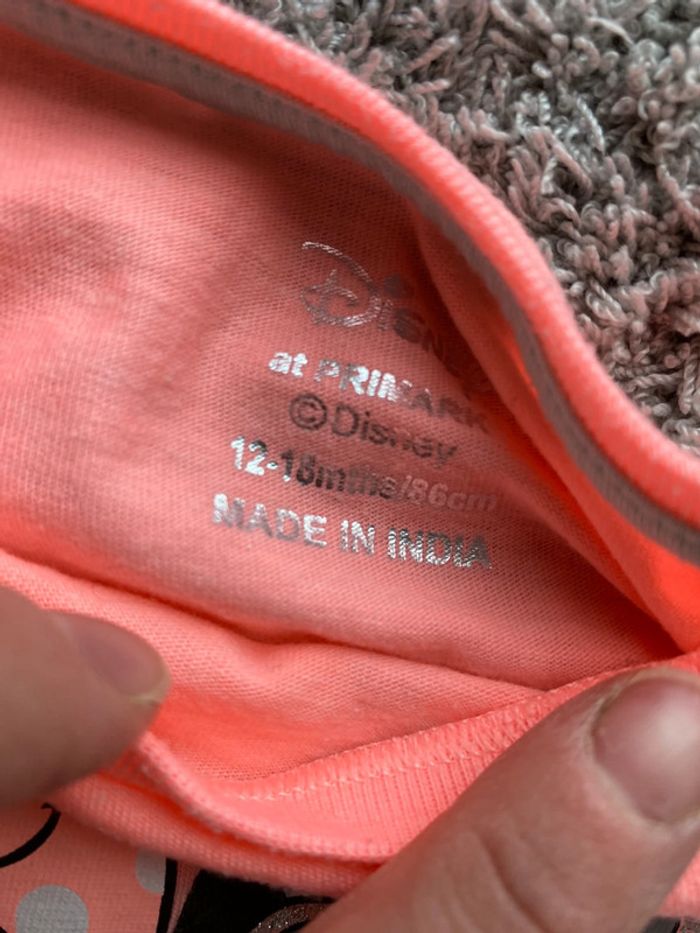 Disney
at PRIMARK
©Disney
12-18mths/86cm
MADE IN INDIA